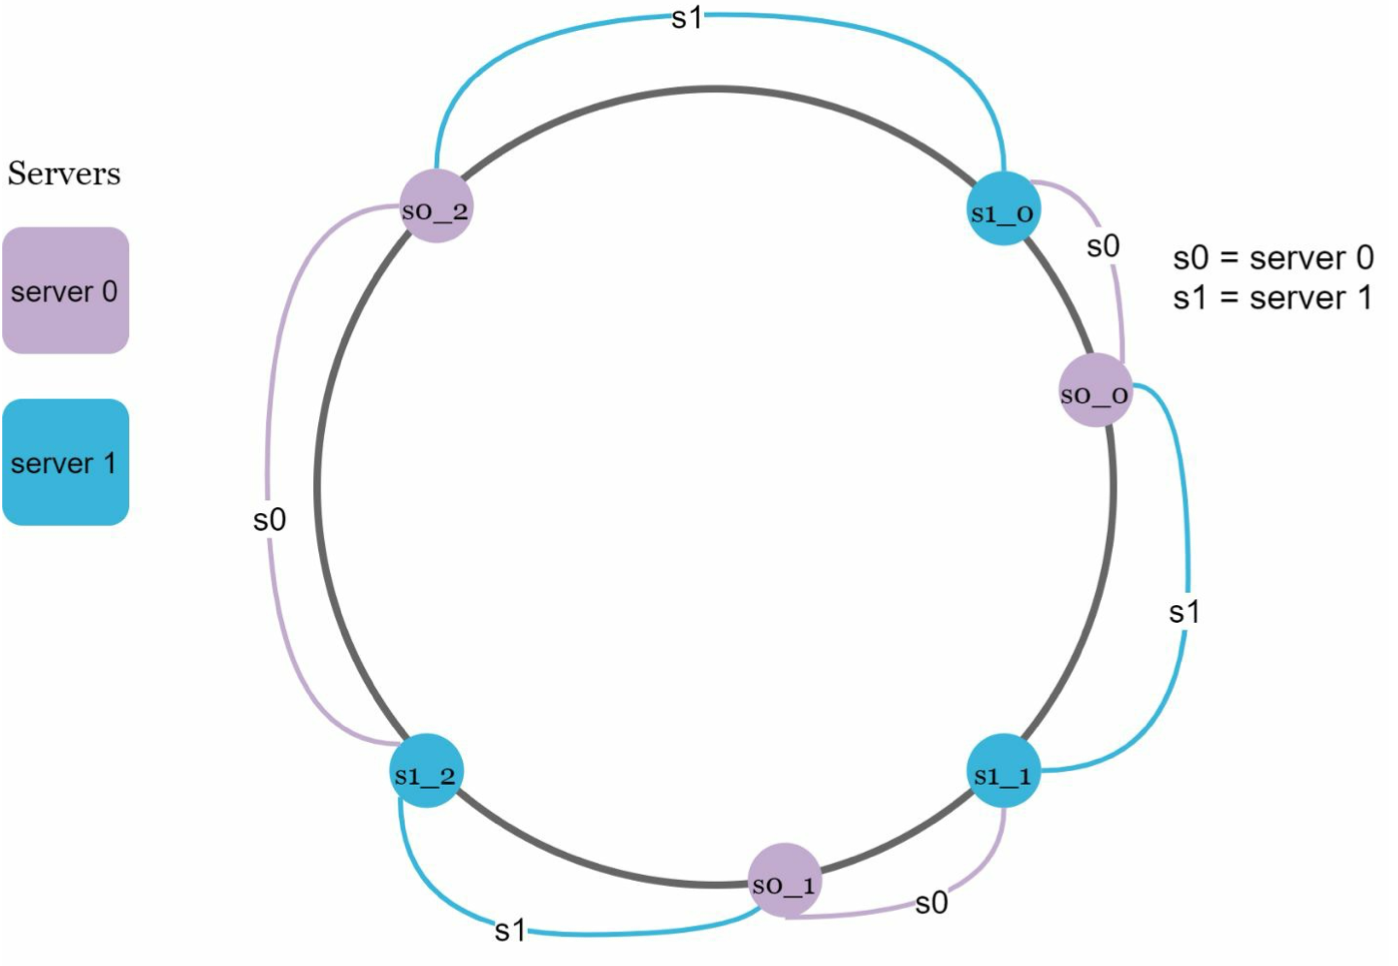 s1
Servers
s0_2
s1_0
server 0
s0
s0 = server 0
s1 = server 1
s0_0
server 1
s0
s1
s1_2
s1_1
s0_1
s0
s1